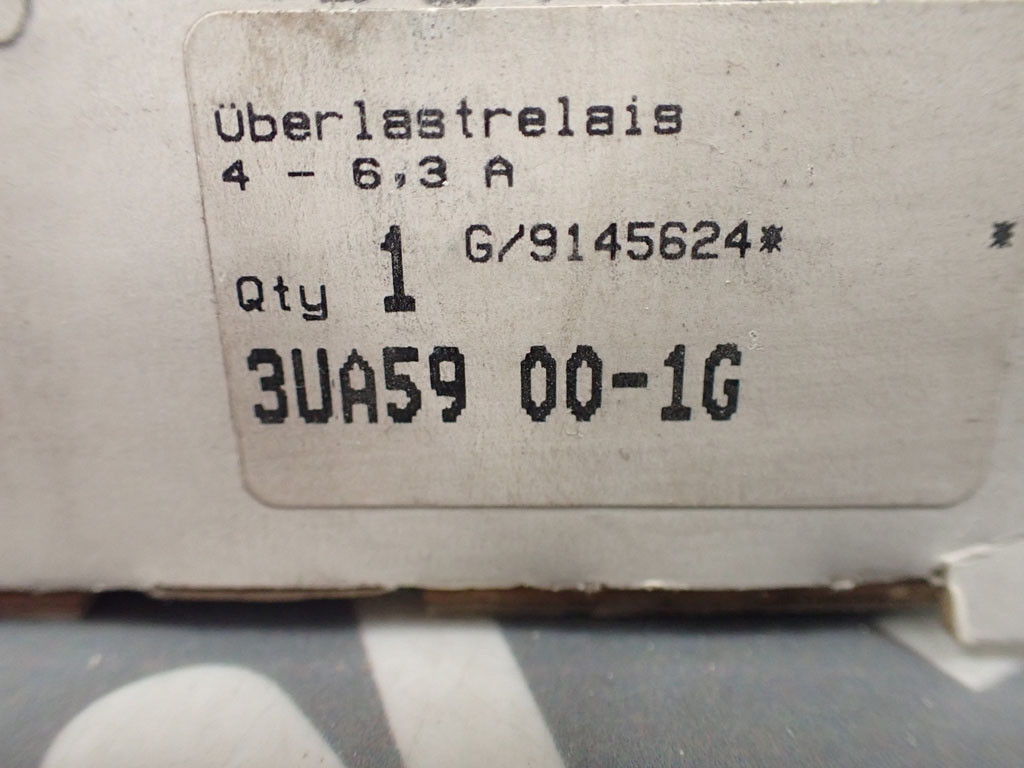 Überlastrelais
4 - 6,3 A
G/9145624* *
Qty 1
3UA59 00-1G